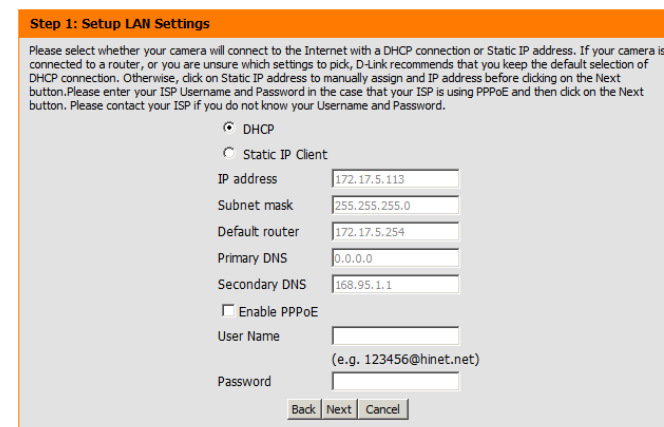 Step 1: Setup LAN Settings
Please select whether your camera will connect to the Internet with a DHCP connection or Static IP address. If your camera is
connected to a router, or you are unsure which settings to pick, D-Link recommends that you keep the default selection of
DHCP connection. Otherwise, click on Static IP address to manually assign and IP address before clicking on the Next
button.Please enter your ISP Username and Password in the case that your ISP is using PPPoE and then click on the Next
button. Please contact your ISP if you do not know your Username and Password.
DHCP
Static IP Client
IP address 172.17.5.113
Subnet mask 255.255.255.0
Default router 172.17.5.254
Primary DNS 0.0.0.0
Secondary DNS 168.95.1.1
Enable PPPoE
User Name
(e.g. 123456@hinet.net)
Password
Back Next Cancel